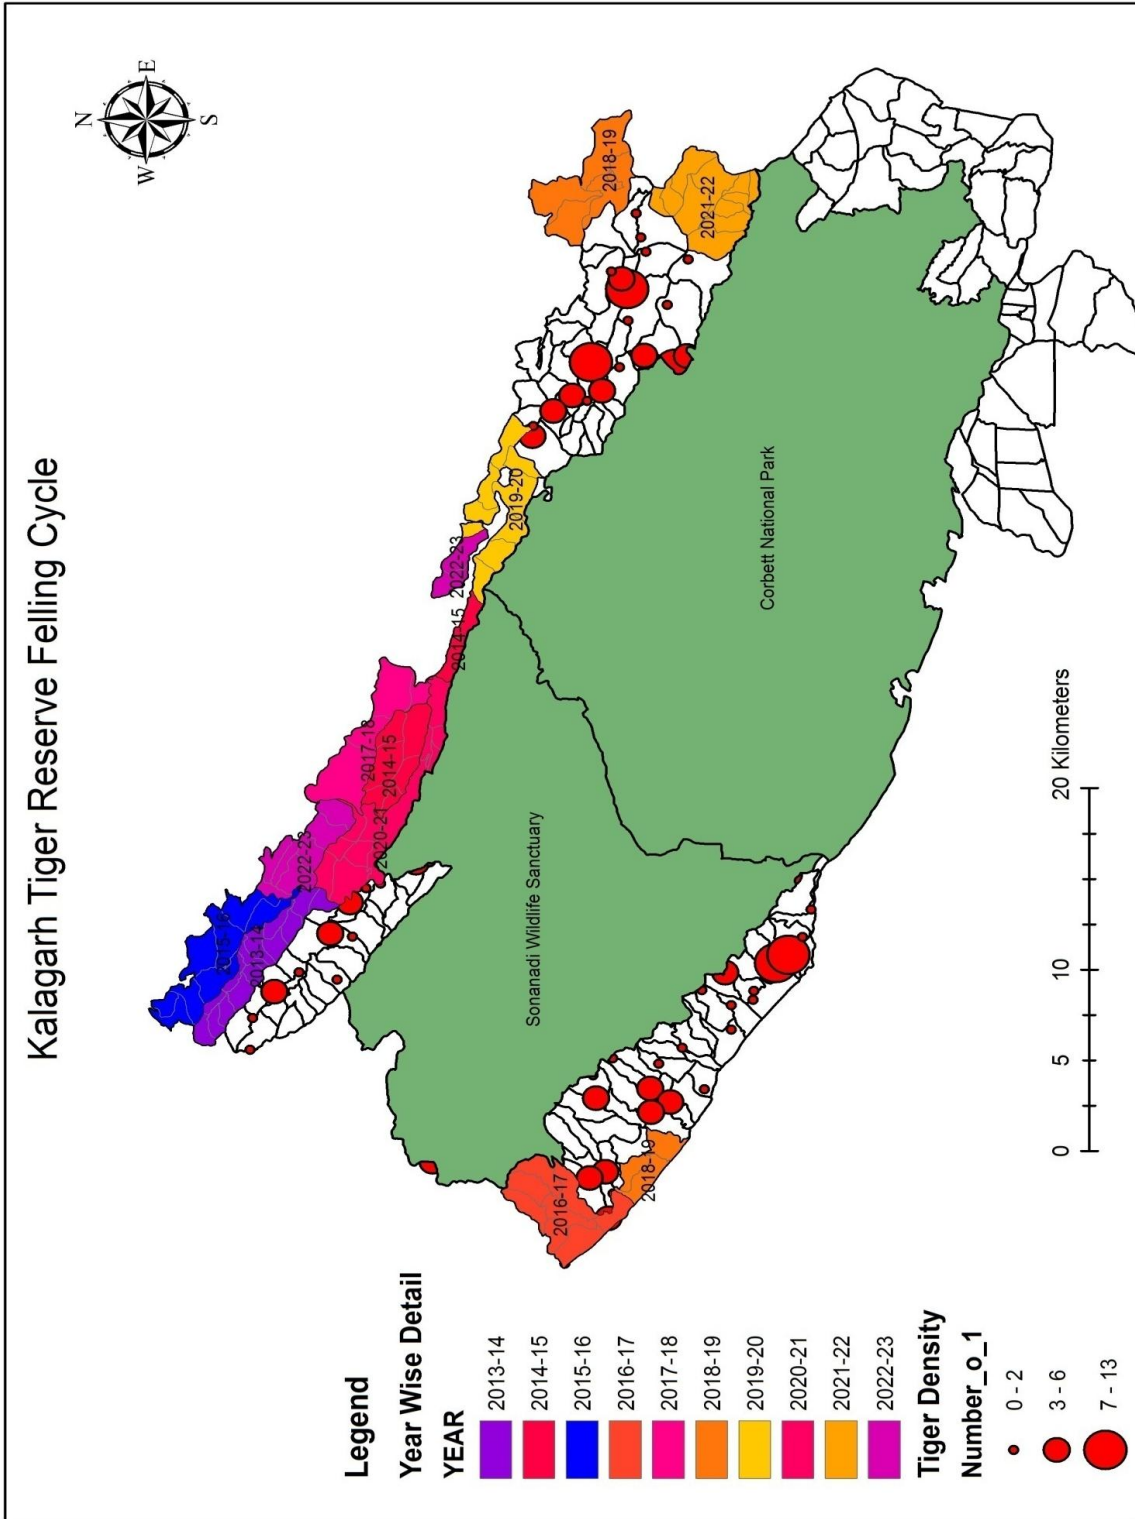 Kalagarh Tiger Reserve Felling Cycle
N
W
E
S
2015-16
2013-14
2022-23
2020-21
2017-18
2014-15
2014-15
2022-23
2019-20
2018-19
2021-22
Sonanadi Wildlife Sanctuary
Corbett National Park
2016-17
2018-19
Legend
Year Wise Detail
YEAR
2013-14
2014-15
2015-16
2016-17
2017-18
2018-19
2019-20
2020-21
2021-22
2022-23
Tiger Density
Number_o_1
0 - 2
3 - 6
7 - 13
0 5 10 20 Kilometers